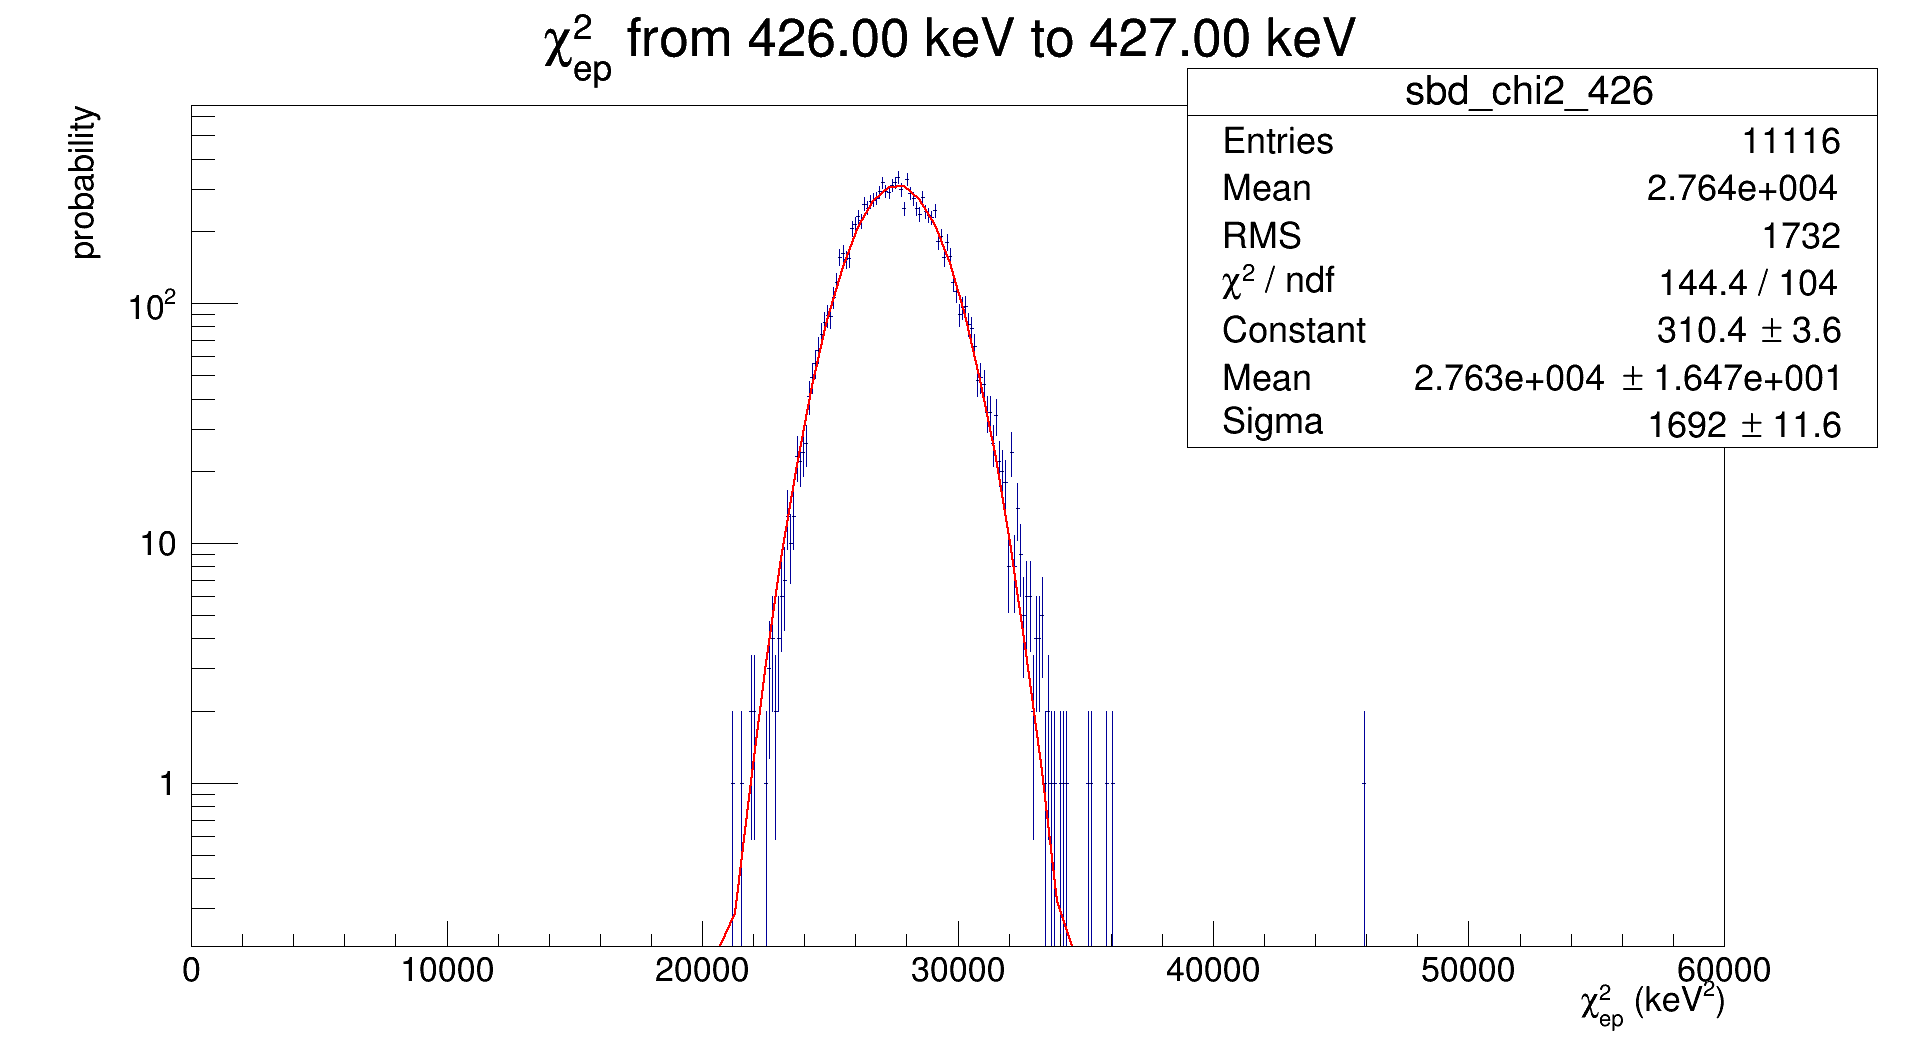 χ²ep from 426.00 keV to 427.00 keV
sbd_chi2_426
Entries 11116
Mean 2.764e+004
RMS 1732
χ² / ndf 144.4 / 104
Constant 310.4 ± 3.6
Mean 2.763e+004 ± 1.647e+001
Sigma 1692 ± 11.6
probability
10²
10
1
0 10000 20000 30000 40000 50000 60000
χ²ep (keV²)